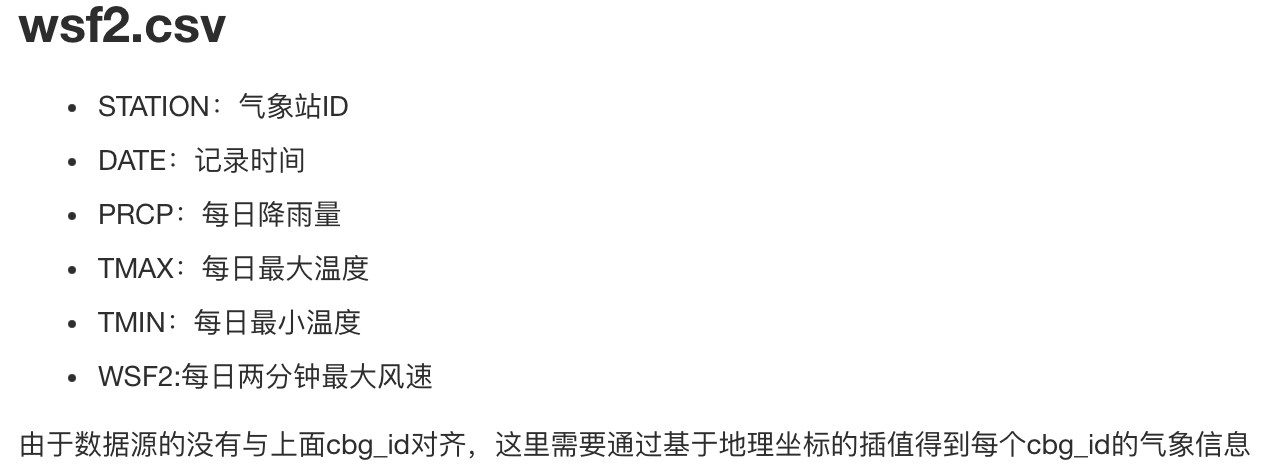 wsf2.csv
• STATION：气象站ID
• DATE：记录时间
• PRCP：每日降雨量
• TMAX：每日最大温度
• TMIN：每日最小温度
• WSF2:每日两分钟最大风速
由于数据源的没有与上面cbg_id对齐，这里需要通过基于地理坐标的插值得到每个cbg_id的气象信息